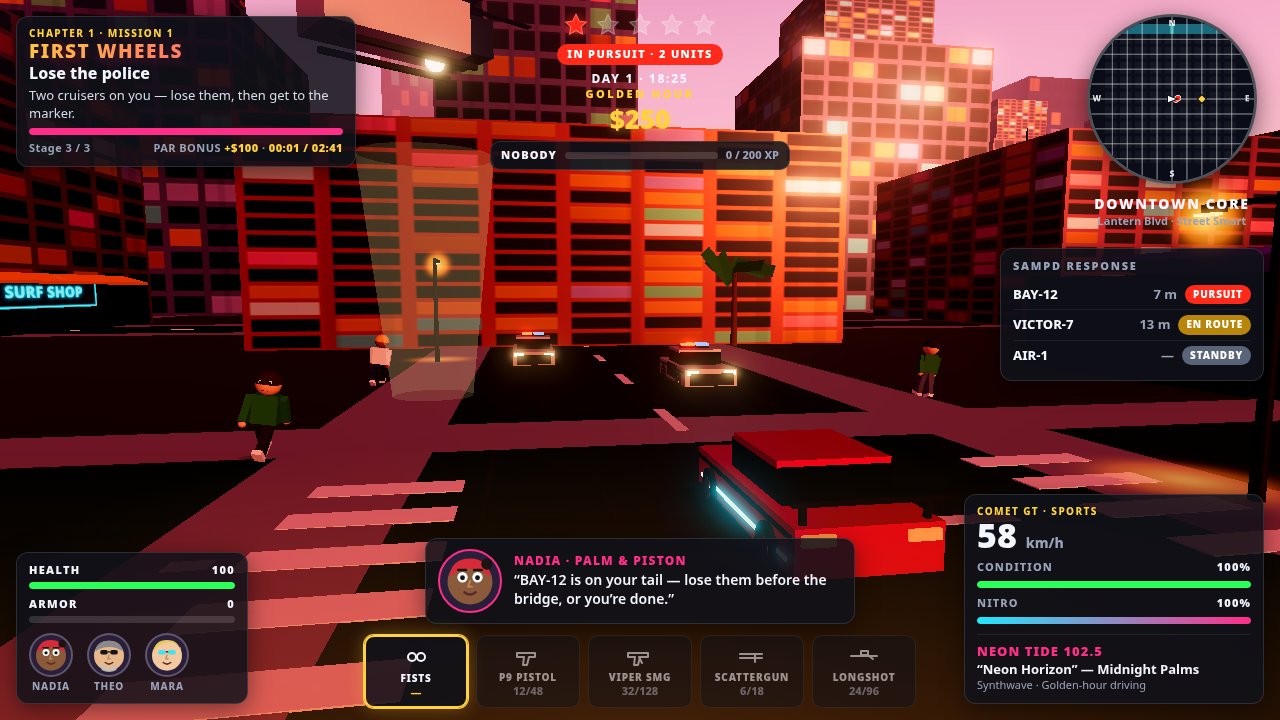 CHAPTER 1 · MISSION 1
FIRST WHEELS
Lose the police
Two cruisers on you — lose them, then get to the
marker.
Stage 3 / 3
PAR BONUS +$100 · 00:01 / 02:41
IN PURSUIT · 2 UNITS
DAY 1 · 18:25
GOLDEN HOUR
$250
NOBODY
0 / 200 XP
N
W
E
S
DOWNTOWN CORE
Lantern Blvd · Street Smart
SAMPD RESPONSE
BAY-12 7 m PURSUIT
VICTOR-7 13 m EN ROUTE
AIR-1 — STANDBY
SURF SHOP
HEALTH 100
ARMOR 0
NADIA THEO MARA
NADIA · PALM & PISTON
“BAY-12 is on your tail — lose them before the
bridge, or you’re done.”
FISTS
—
P9 PISTOL
12/48
VIPER SMG
32/128
SCATTERGUN
6/18
LONGSHOT
24/96
COMET GT · SPORTS
58 km/h
CONDITION 100%
NITRO 100%
NEON TIDE 102.5
“Neon Horizon” — Midnight Palms
Synthwave · Golden-hour driving